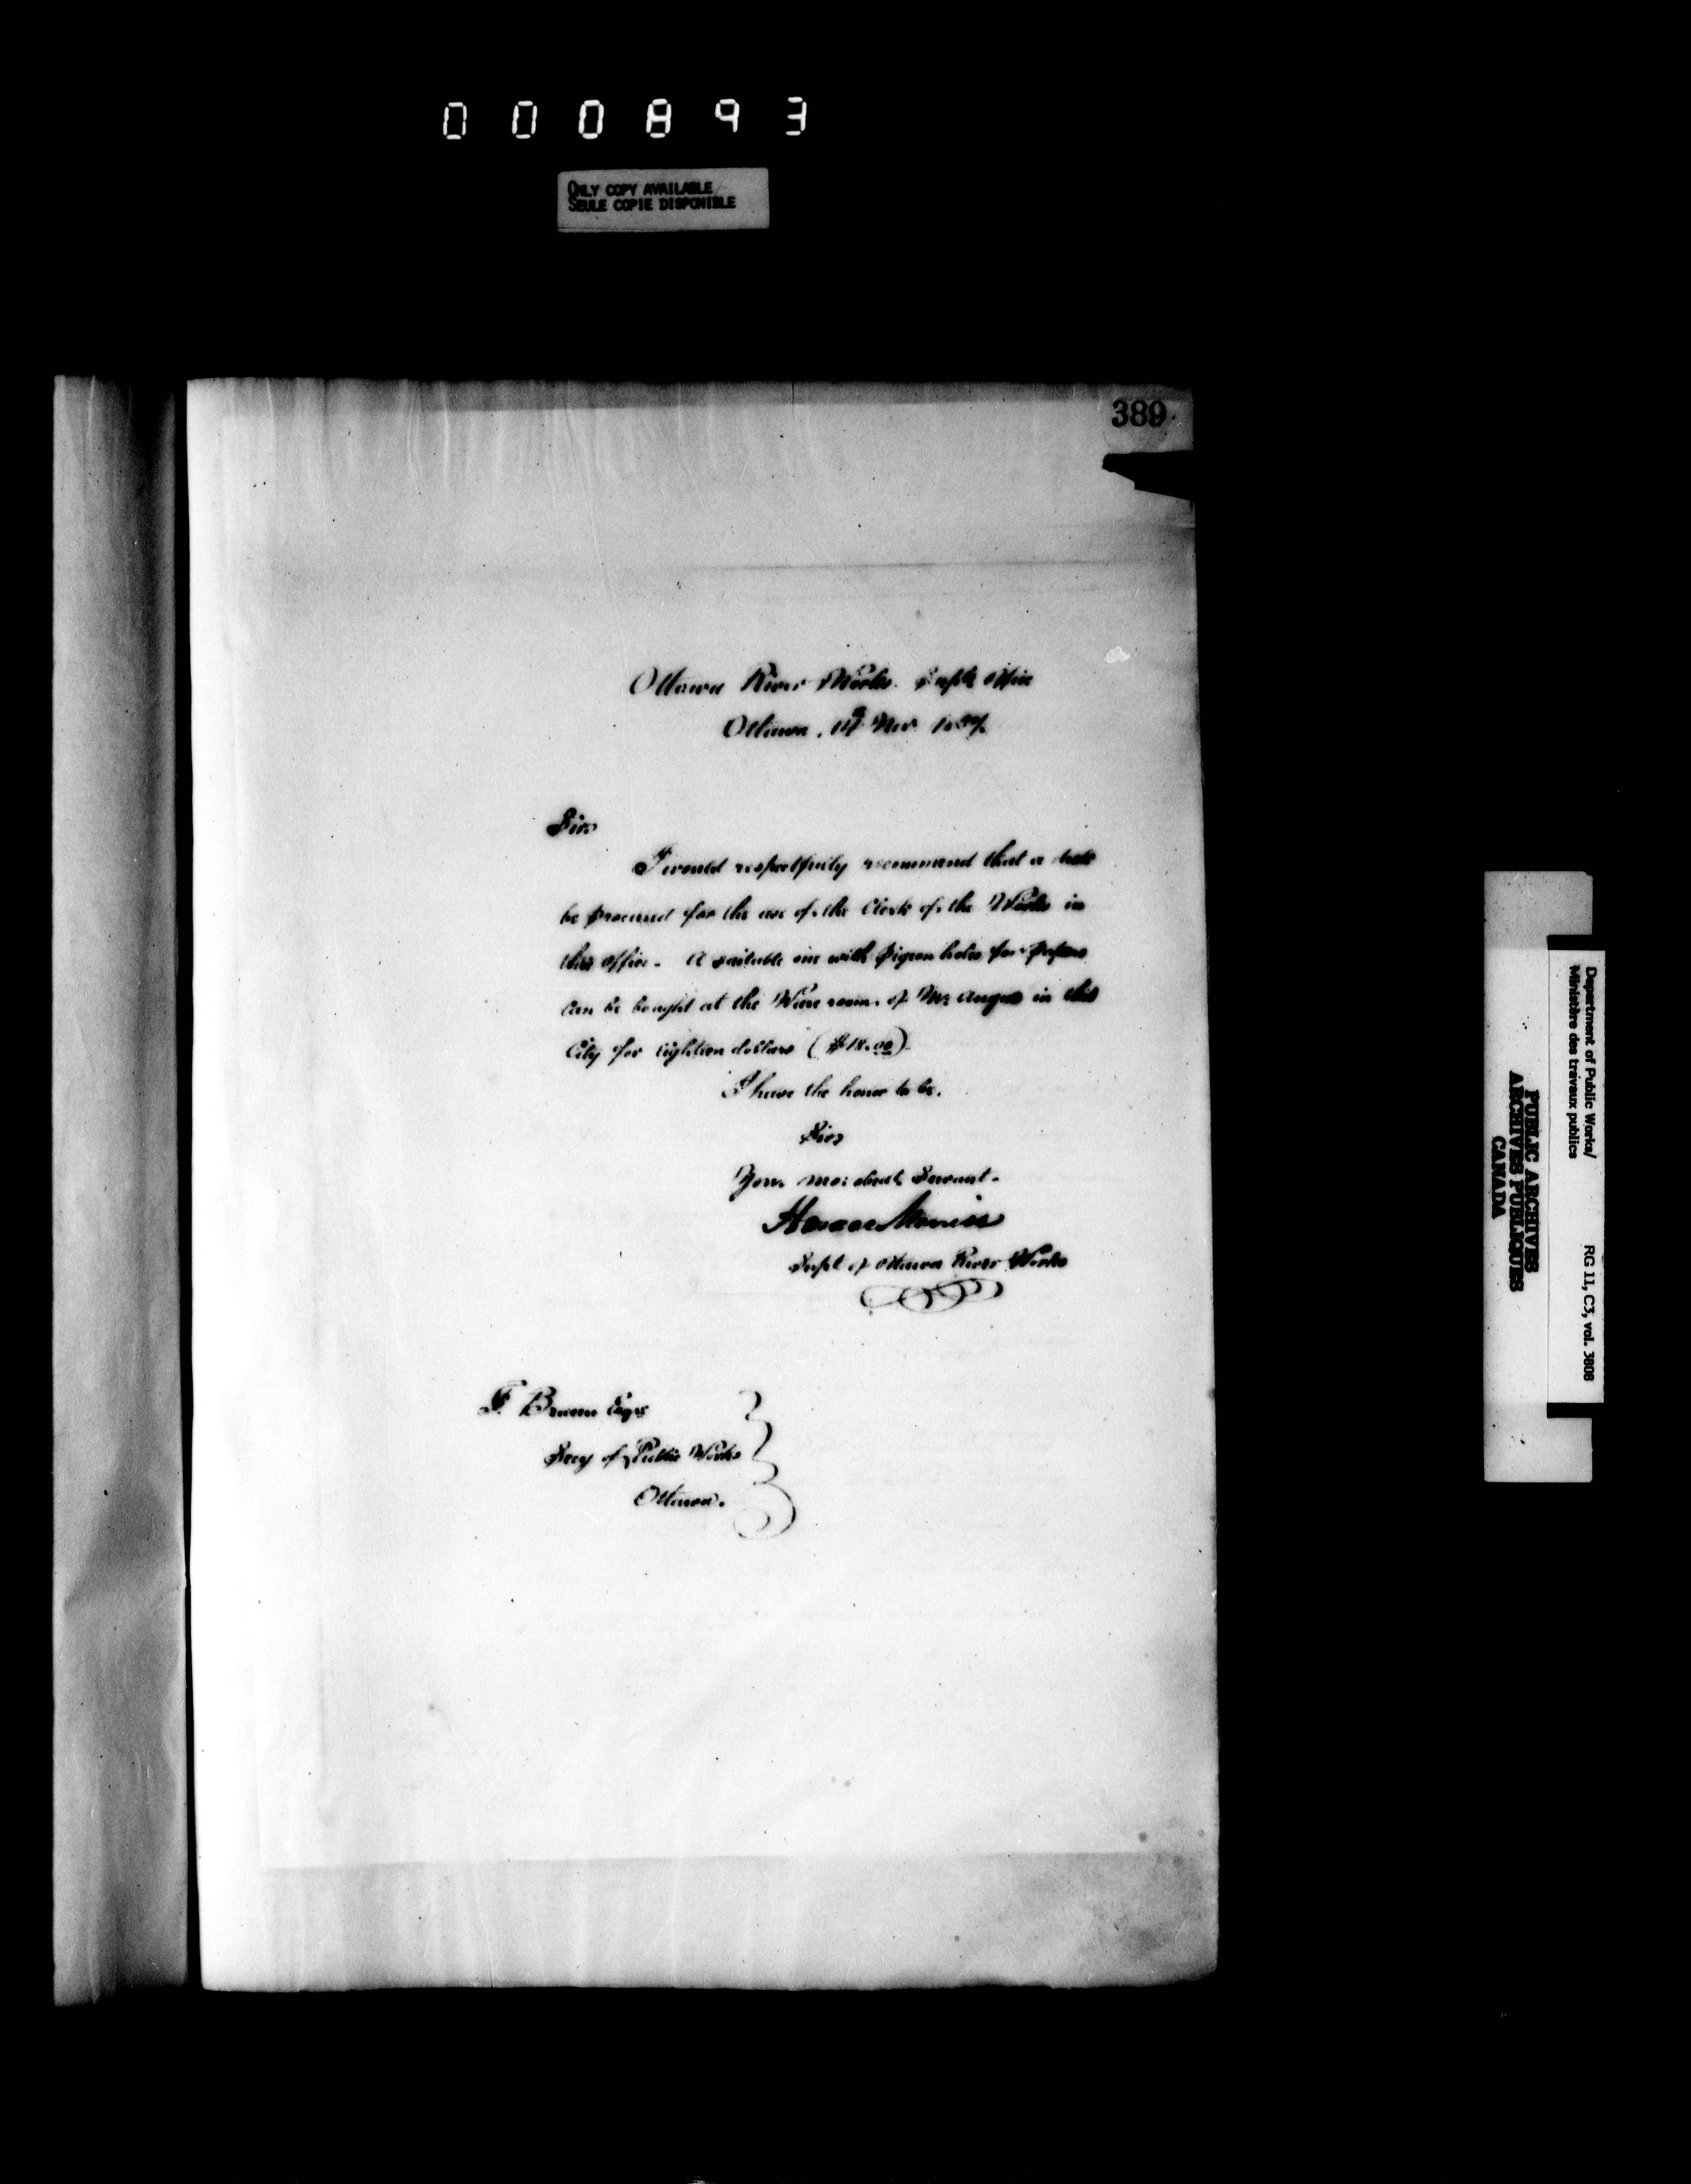 000893
ONLY COPY AVAILABLE
SEULE COPIE DISPONIBLE
389
Ottawa River Works. Supts Office
Ottawa, Nov
Sir,
I would respectfully recommend that a desk
be procured for the use of the Clerk of the Works in
this office. A suitable one with pigeon holes for papers
can be bought at the Ware room of Mr Angus in this
City for eighteen dollars ($18.00)
I have the honor to be.
Sir,
Your mo: obedt Servant.
Horace Merrill
Supt of Ottawa River Works
F. Braun Esqr
Secy of Public Works
Ottawa.
Department of Public Works/ RG 11, C3, vol. 3808
Ministère des travaux publics
PUBLIC ARCHIVES
ARCHIVES PUBLIQUES
CANADA